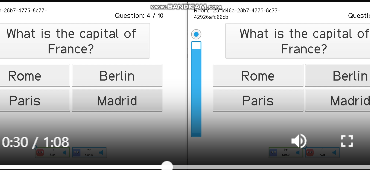 Question: 4 / 10
What is the capital of
France?
Rome
Berlin
Paris
Madrid
What is the capital of
France?
Rome
Berlin
Paris
Madrid
0:30 / 1:08